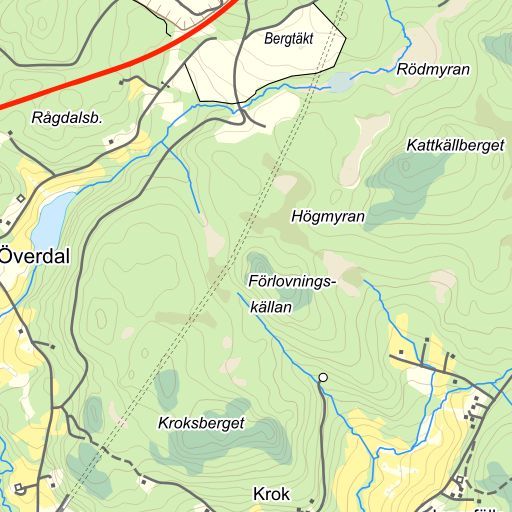 Bergtäkt
Rödmyran
Rågdalsb.
Kattkällberget
Högmyran
Överdal
Förlovnings-
källan
Kroksberget
Krok